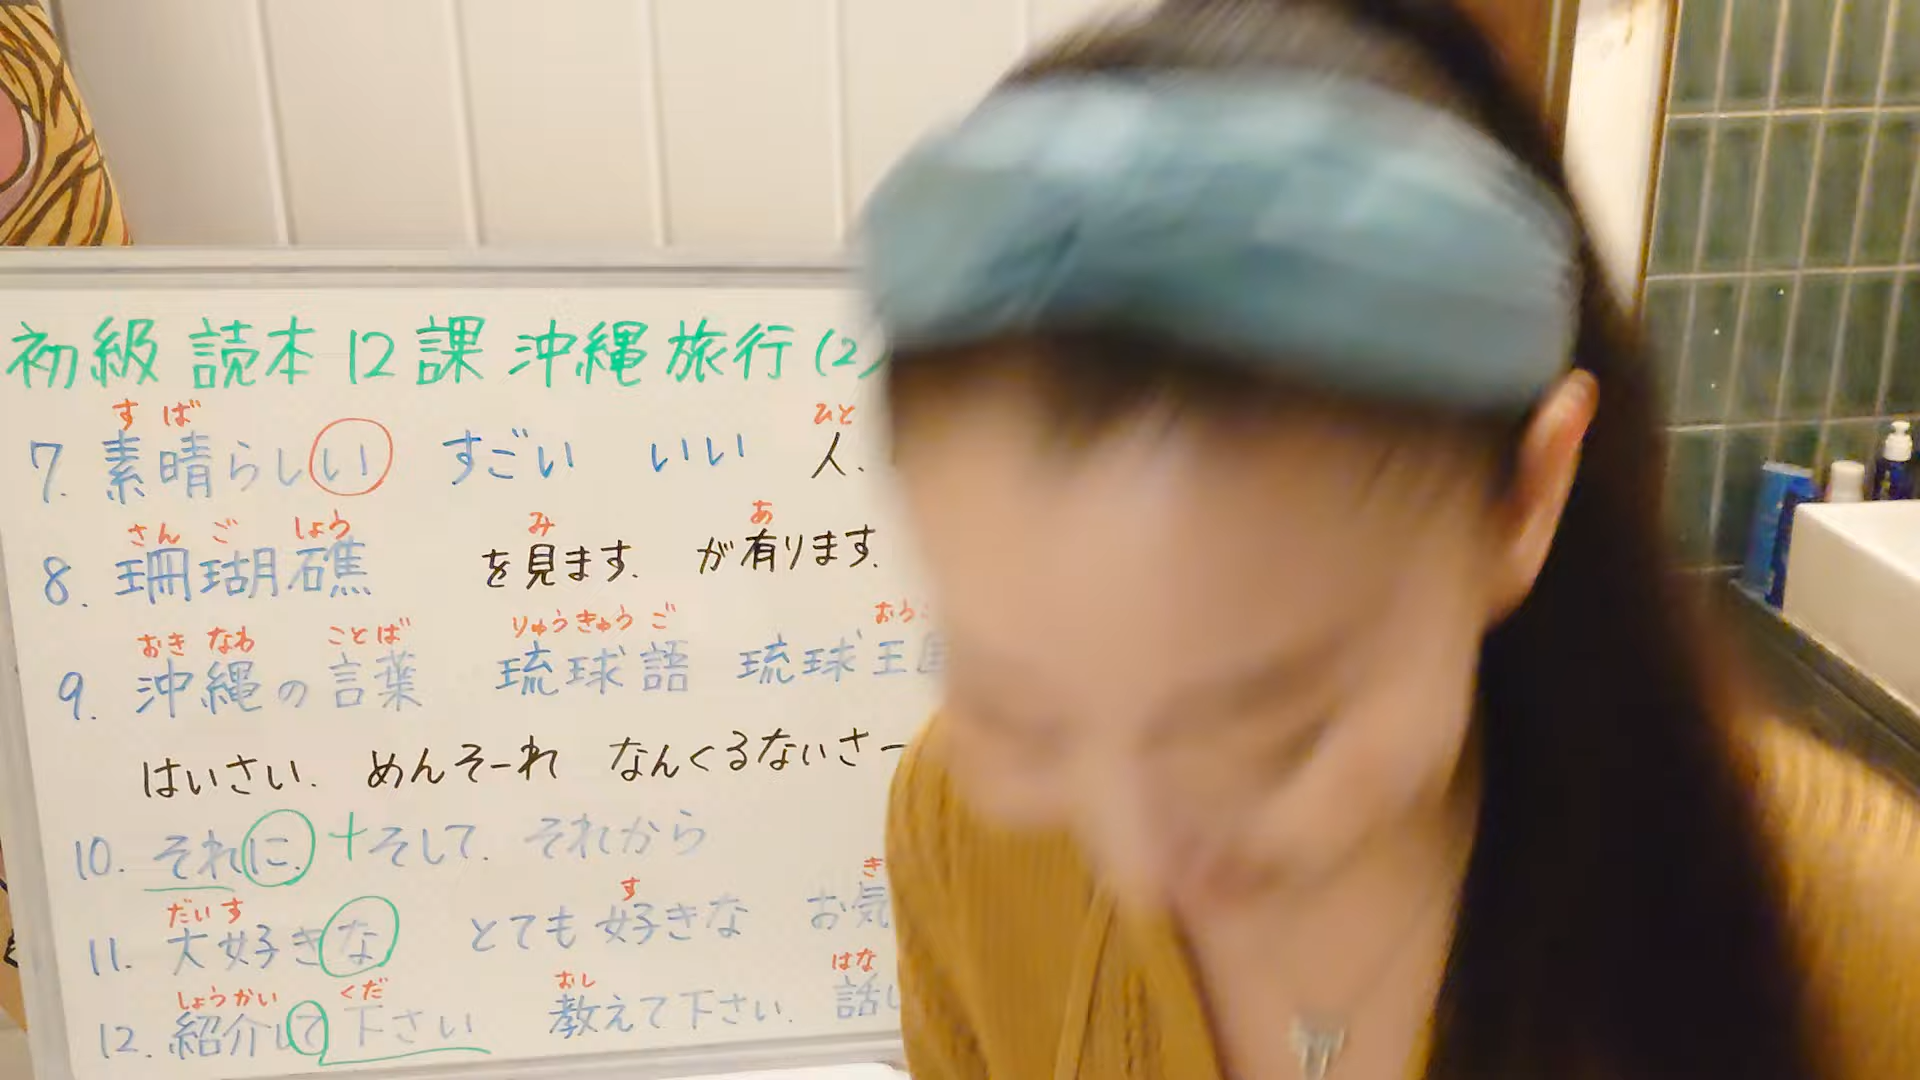 初級 読本 12課 沖縄 旅行 (2)
す ば ひと
7. 素晴らしい すごい いい 人.
さん ご しょう み あ
8. 珊瑚礁 を見ます. が有ります.
おき なわ ことば りゅうきゅう ご おう
9. 沖縄の言葉 琉球語 琉球王
はいさい. めんそーれ なんくるないさー
10. それに. +そして. それから
だい す す き
11. 大好きな とても好きな お気
しょうかい くだ おし はな
12. 紹介して下さい 教えて下さい. 話し